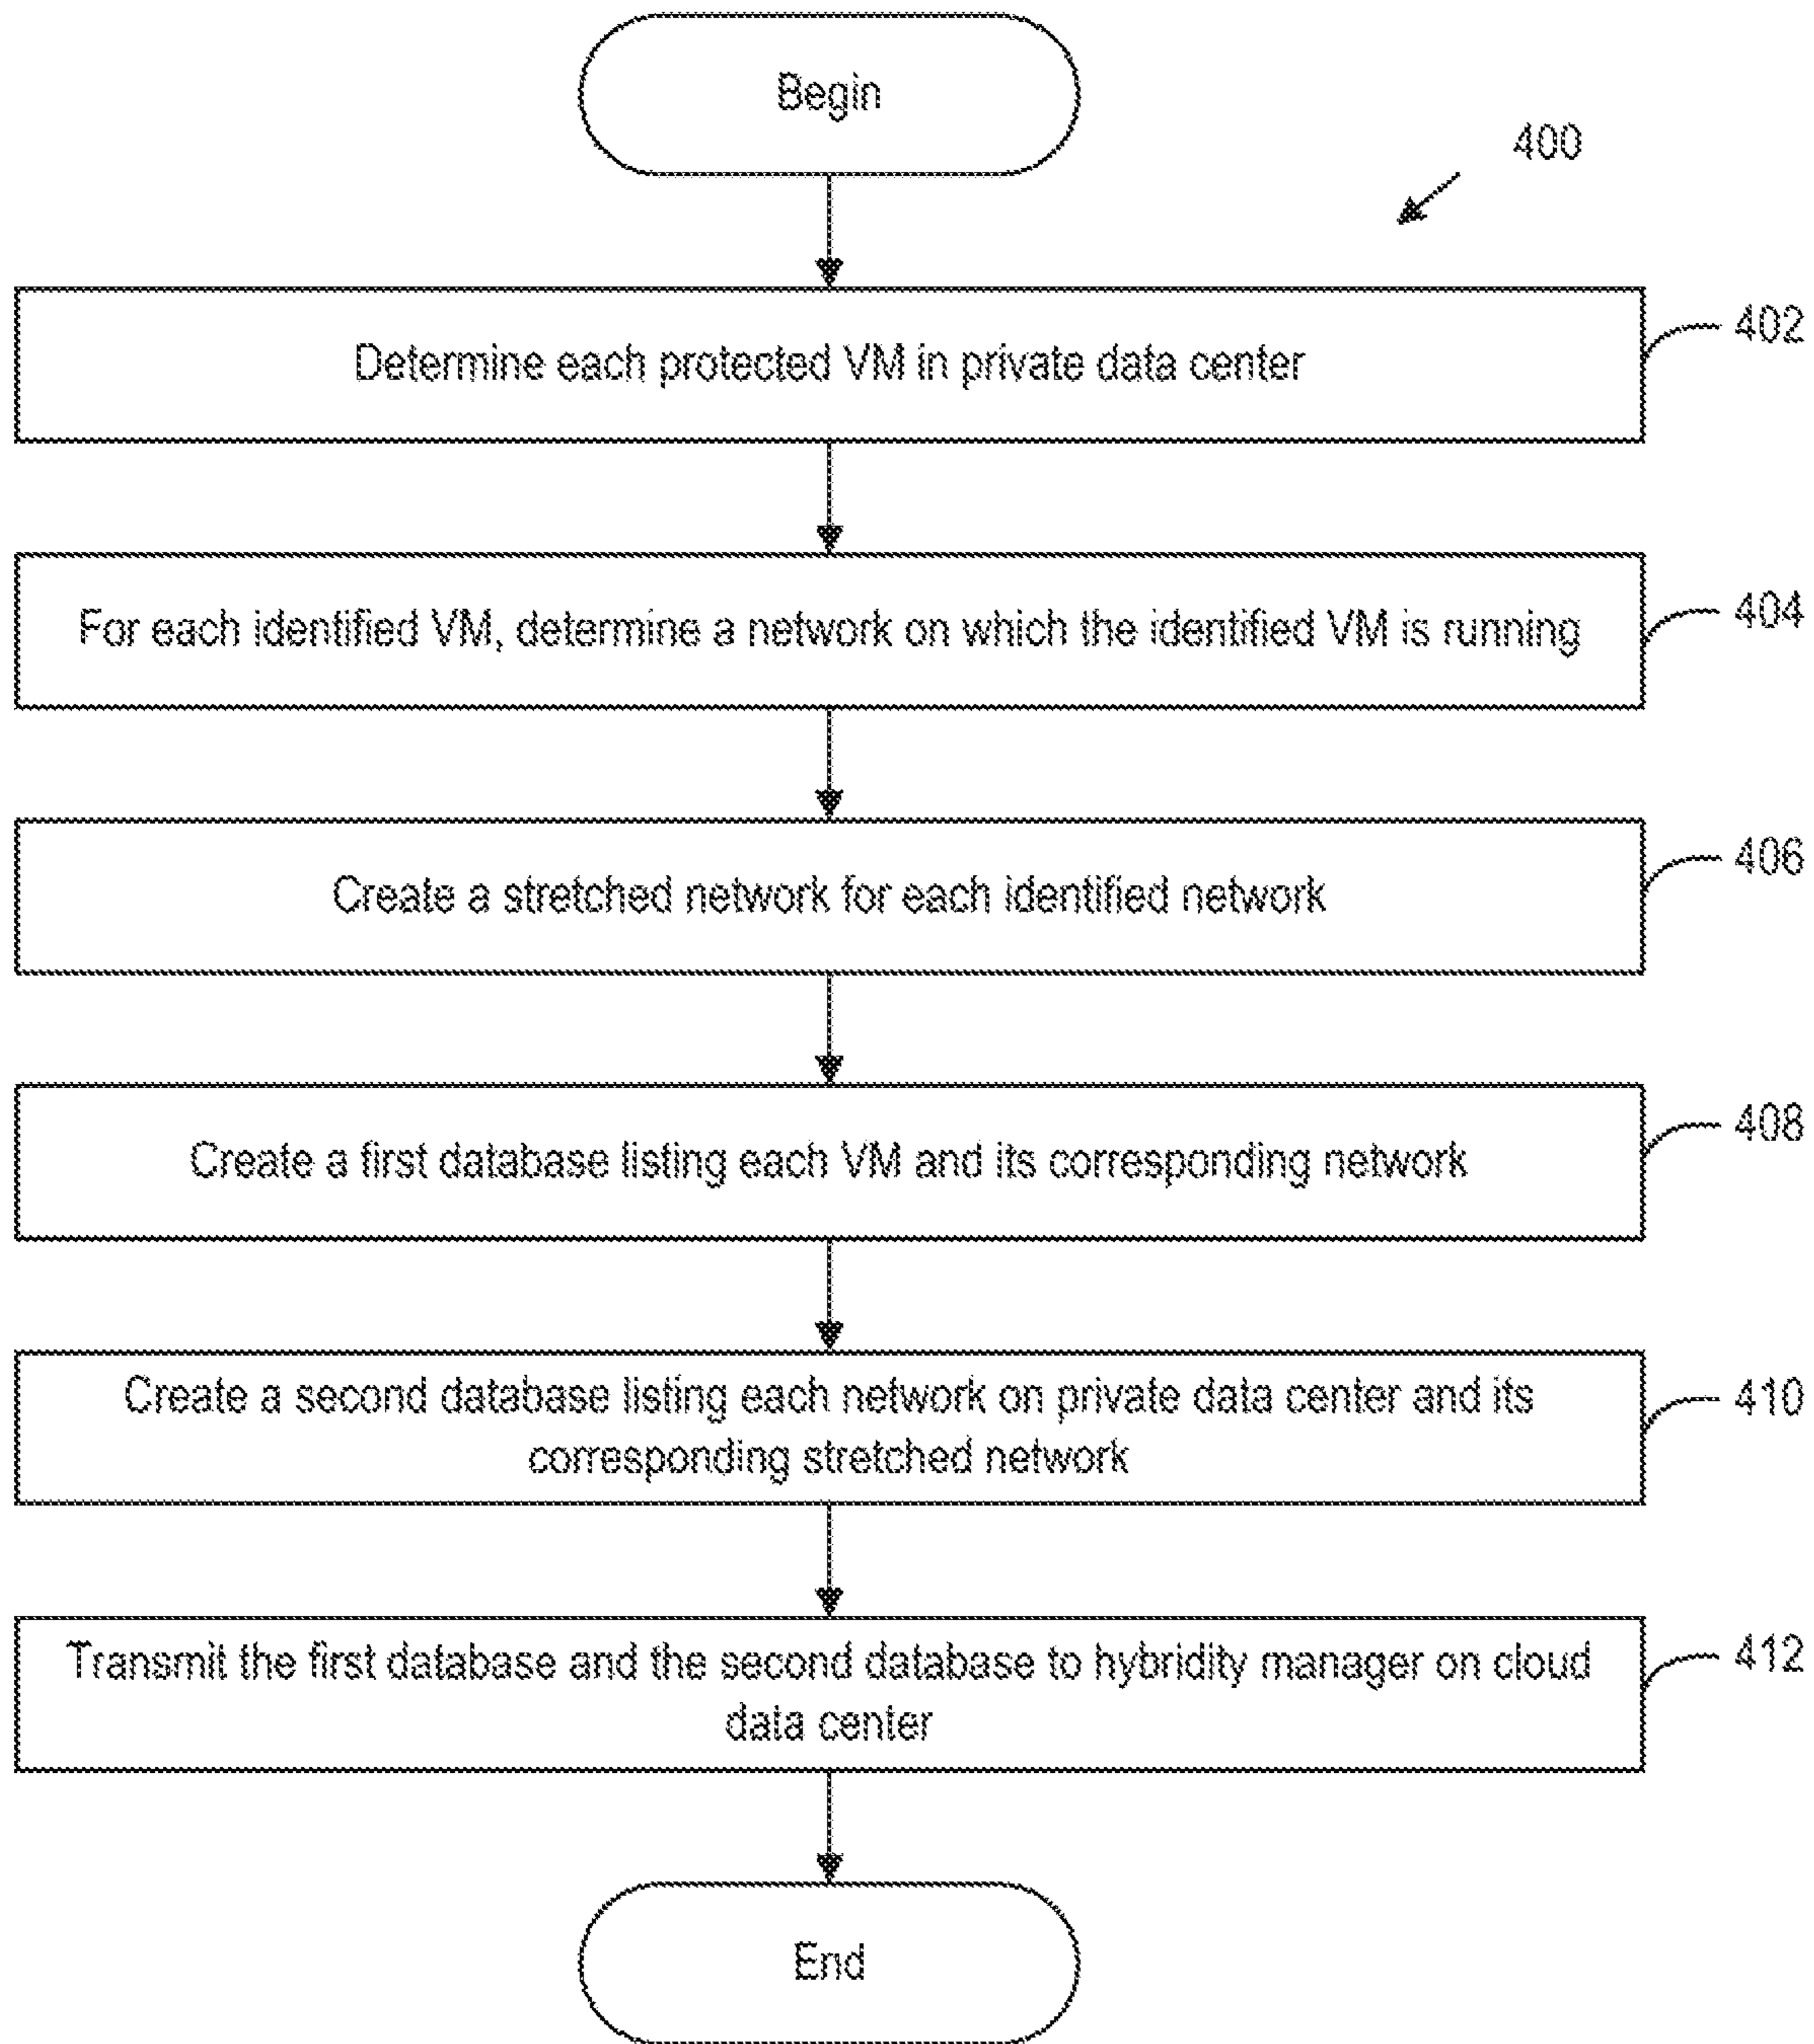 Begin
400
Determine each protected VM in private data center
402
For each identified VM, determine a network on which the identified VM is running
404
Create a stretched network for each identified network
406
Create a first database listing each VM and its corresponding network
408
Create a second database listing each network on private data center and its
corresponding stretched network
410
Transmit the first database and the second database to hybridity manager on cloud
data center
412
End